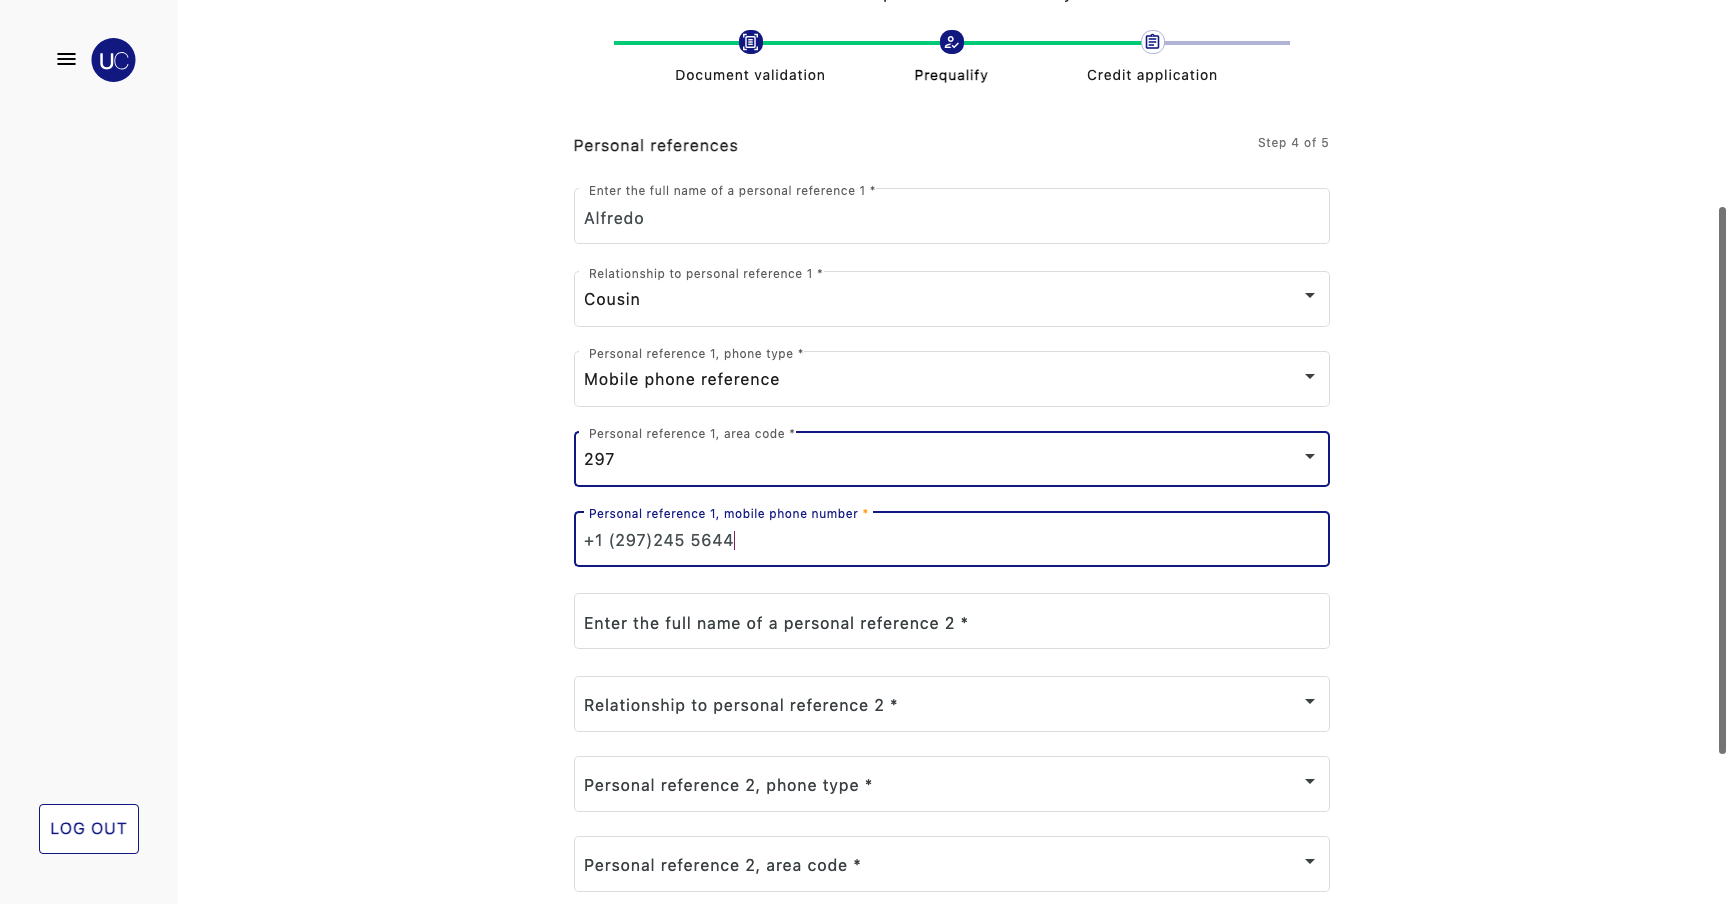 UC
Document validation
Prequalify
Credit application
Personal references
Step 4 of 5
Enter the full name of a personal reference 1 *
Alfredo
Relationship to personal reference 1 *
Cousin
Personal reference 1, phone type *
Mobile phone reference
Personal reference 1, area code *
297
Personal reference 1, mobile phone number *
+1 (297)245 5644
Enter the full name of a personal reference 2 *
Relationship to personal reference 2 *
Personal reference 2, phone type *
Personal reference 2, area code *
LOG OUT